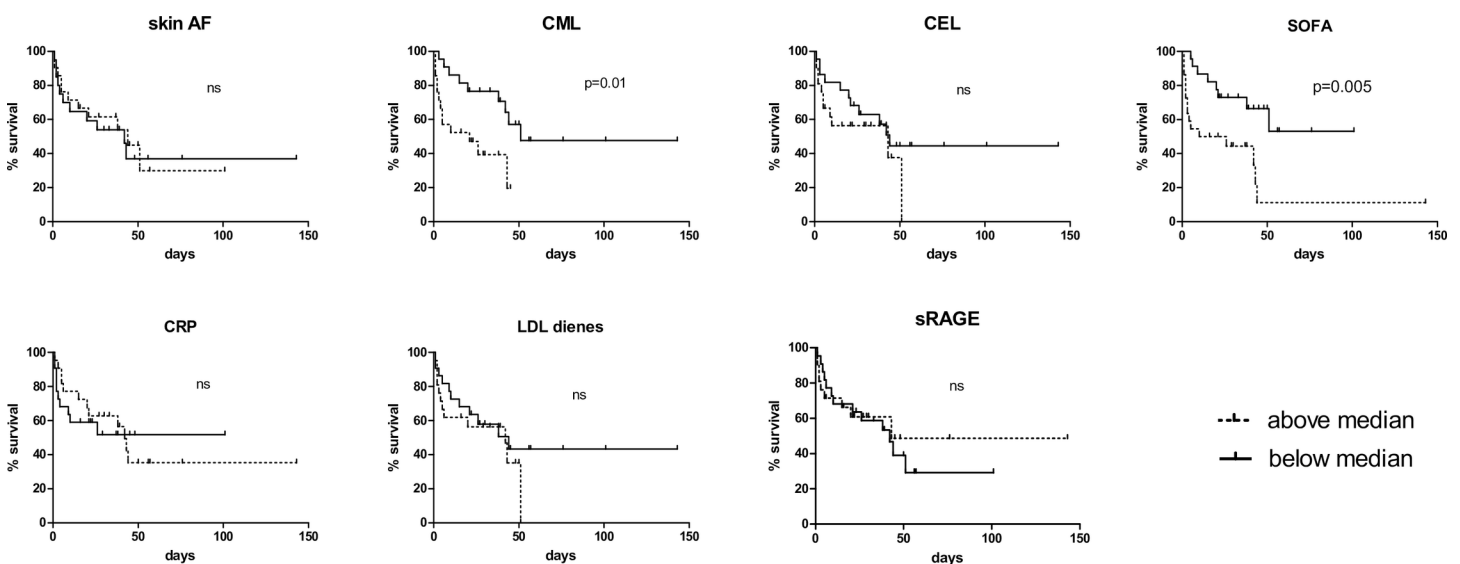 skin AF
% survival
100
80
60
40
20
0
ns
0 50 100 150
days
CML
% survival
100
80
60
40
20
0
p=0.01
0 50 100 150
days
CEL
% survival
100
80
60
40
20
0
ns
0 50 100 150
days
SOFA
% survival
100
80
60
40
20
0
p=0.005
0 50 100 150
days
CRP
% survival
100
80
60
40
20
0
ns
0 50 100 150
days
LDL dienes
% survival
100
80
60
40
20
0
ns
0 50 100 150
days
sRAGE
% survival
100
80
60
40
20
0
ns
0 50 100 150
days
above median
below median